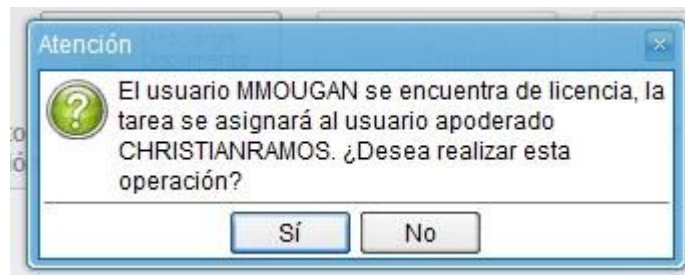 Atención
El usuario MMOUGAN se encuentra de licencia, la
tarea se asignará al usuario apoderado
CHRISTIANRAMOS. ¿Desea realizar esta
operación?
Sí
No